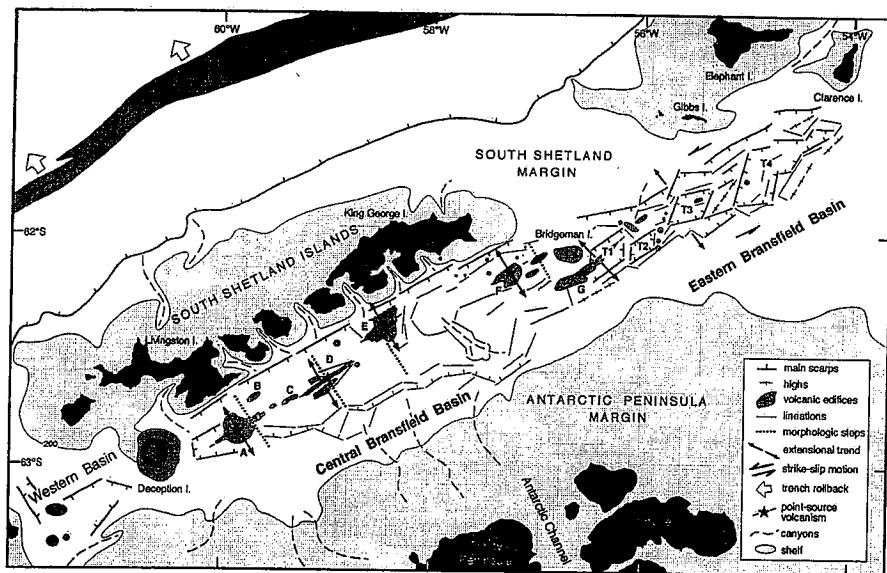 60°W
58°W
56°W
54°W
Elephant I.
Gibbs I.
Clarence I.
SOUTH SHETLAND
MARGIN
T4
T3
King George I.
62°S
Bridgeman I.
T1
T2
SOUTH SHETLAND ISLANDS
F
G
Eastern Bransfield Basin
E
Livingston I.
D
B
C
A
Central Bransfield Basin
ANTARCTIC PENINSULA
MARGIN
200
63°S
Western Basin
Deception I.
Antarctic Channel
Peninsula
main scarps
highs
volcanic edifices
lineations
morphologic steps
extensional trend
strike-slip motion
trench rollback
point-source
volcanism
canyons
shelf